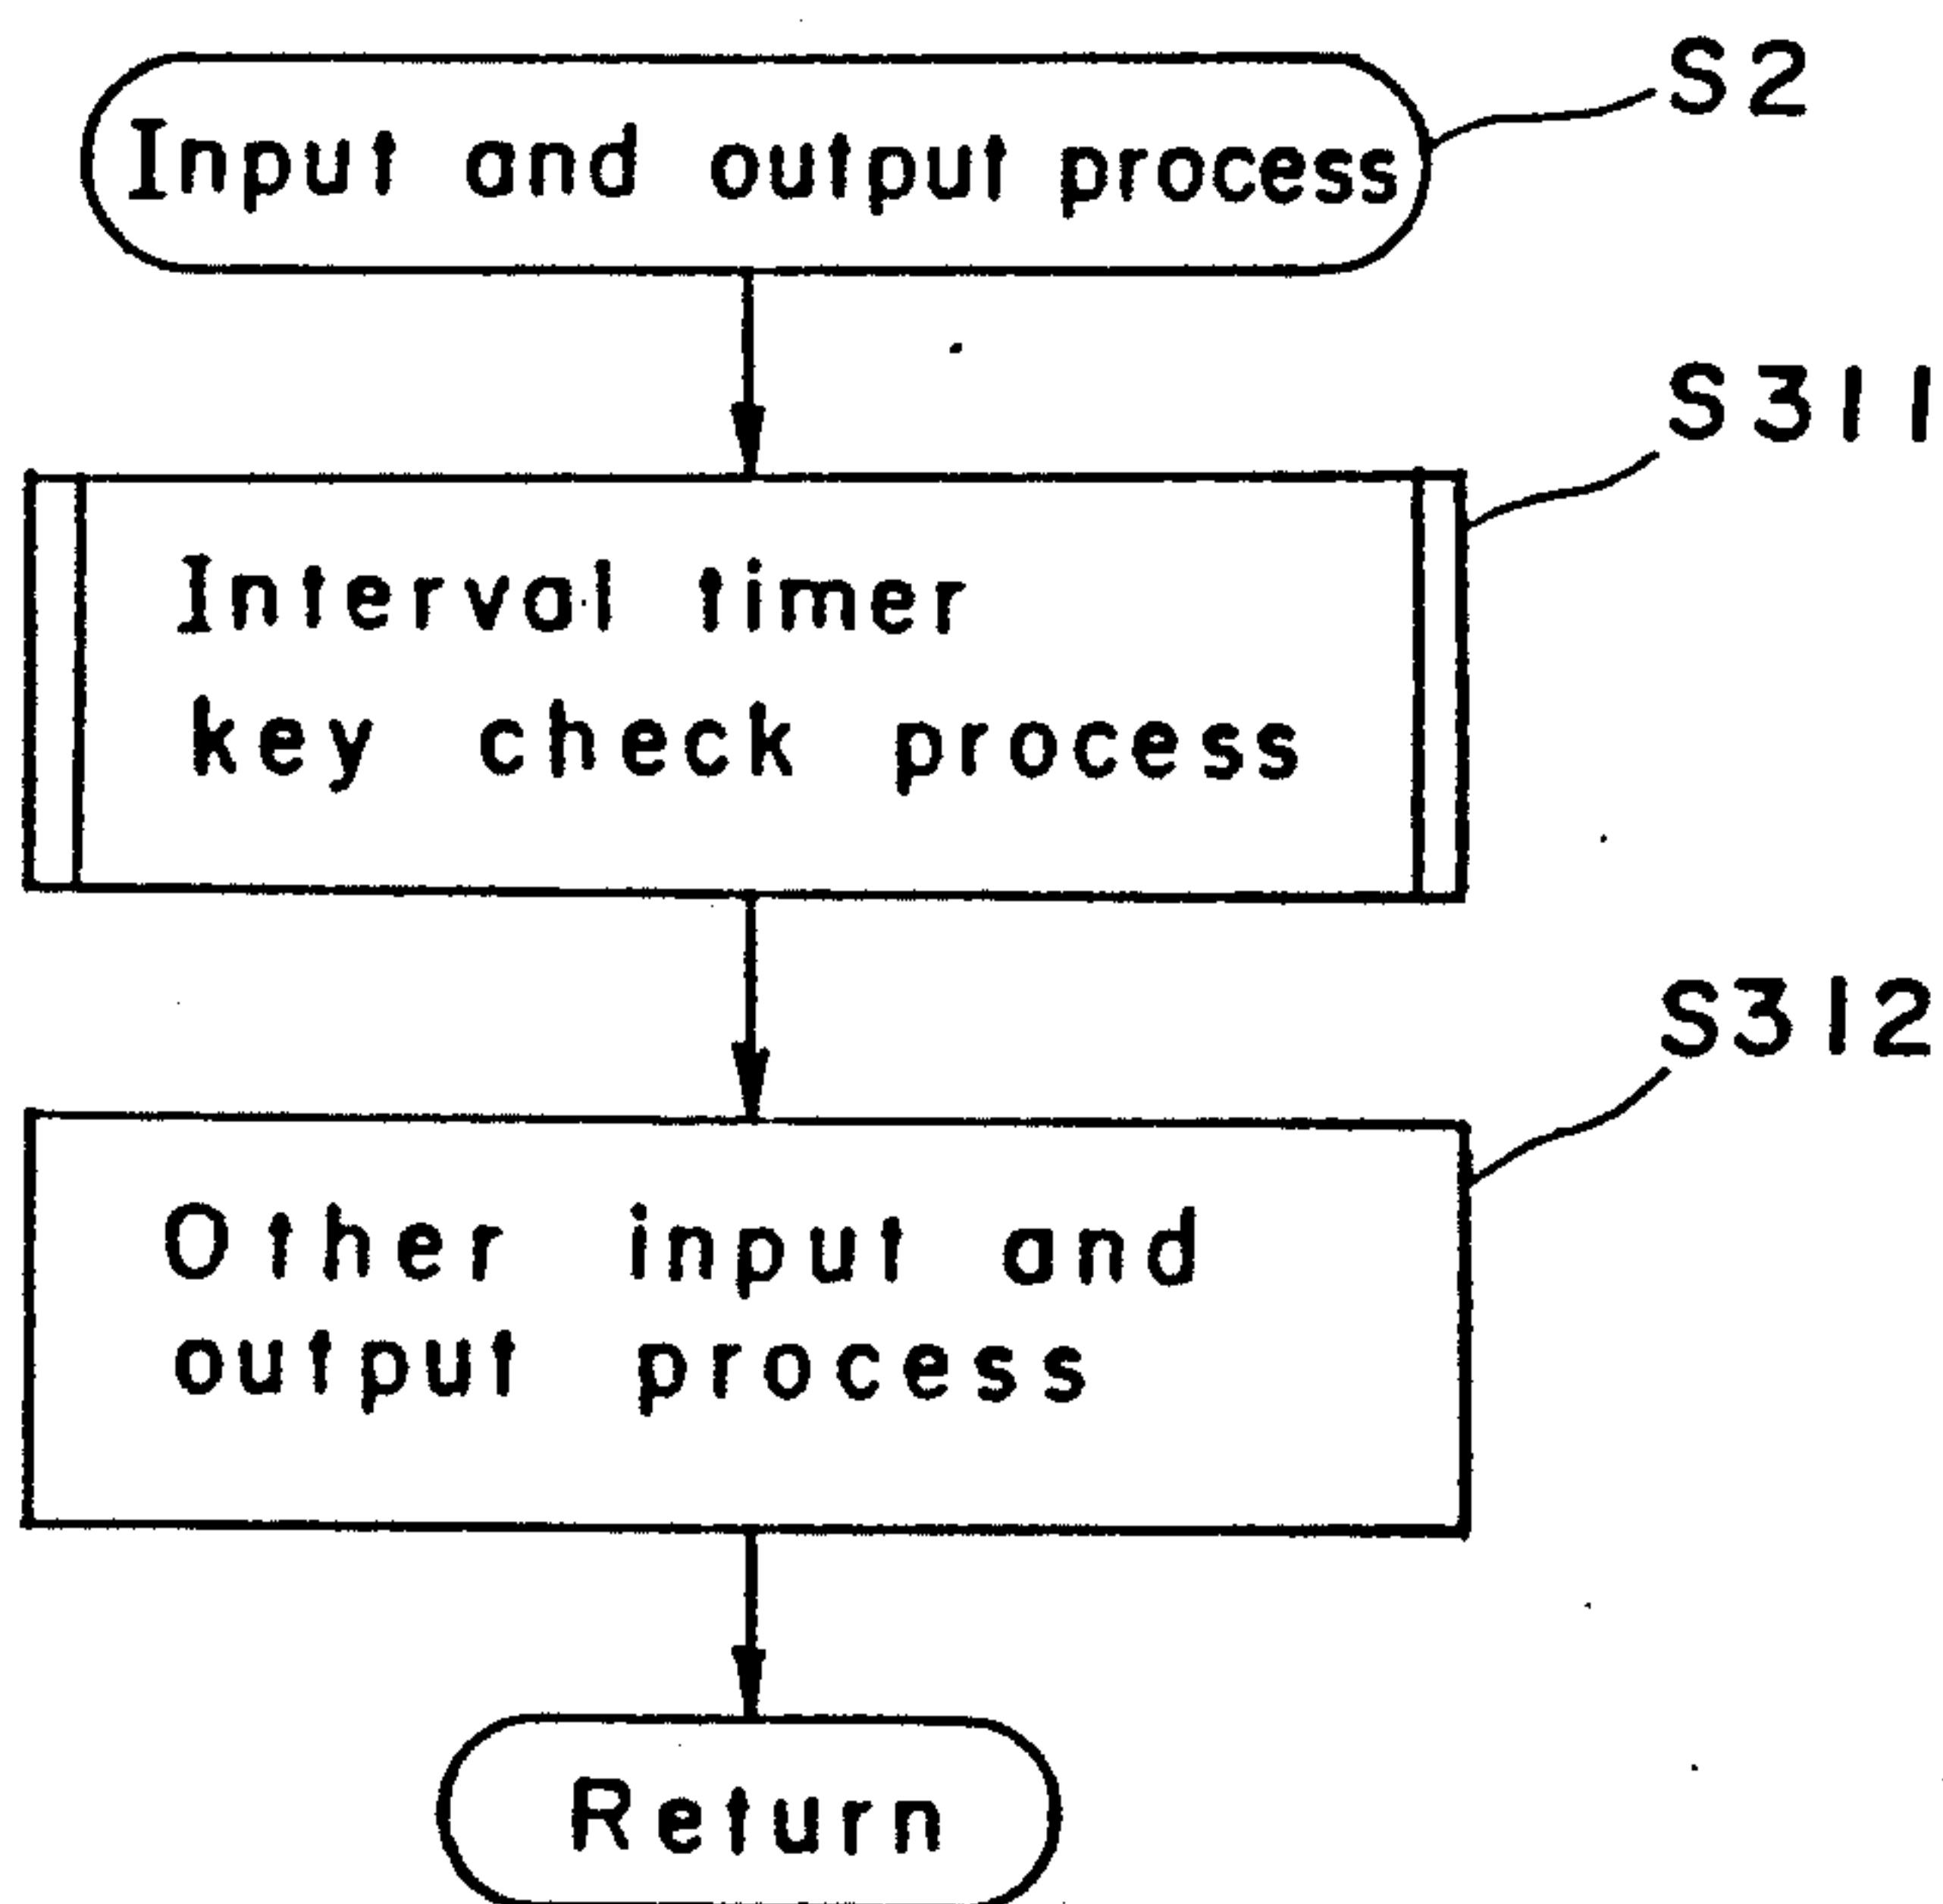 Input and output process
S2
S311
Interval timer
key check process
S312
Other input and
output process
Return